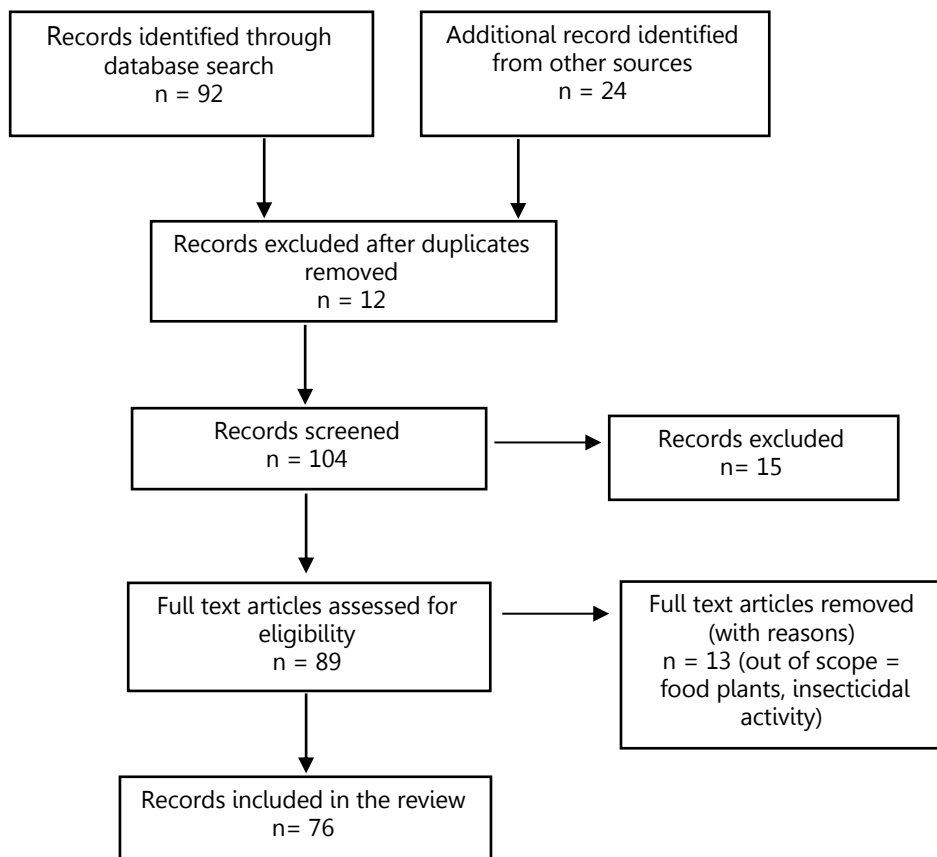 Records identified through
database search
n = 92
Additional record identified
from other sources
n = 24
Records excluded after duplicates
removed
n = 12
Records screened
n = 104
Records excluded
n= 15
Full text articles assessed for
eligibility
n = 89
Full text articles removed
(with reasons)
n = 13 (out of scope =
food plants, insecticidal
activity)
Records included in the review
n= 76